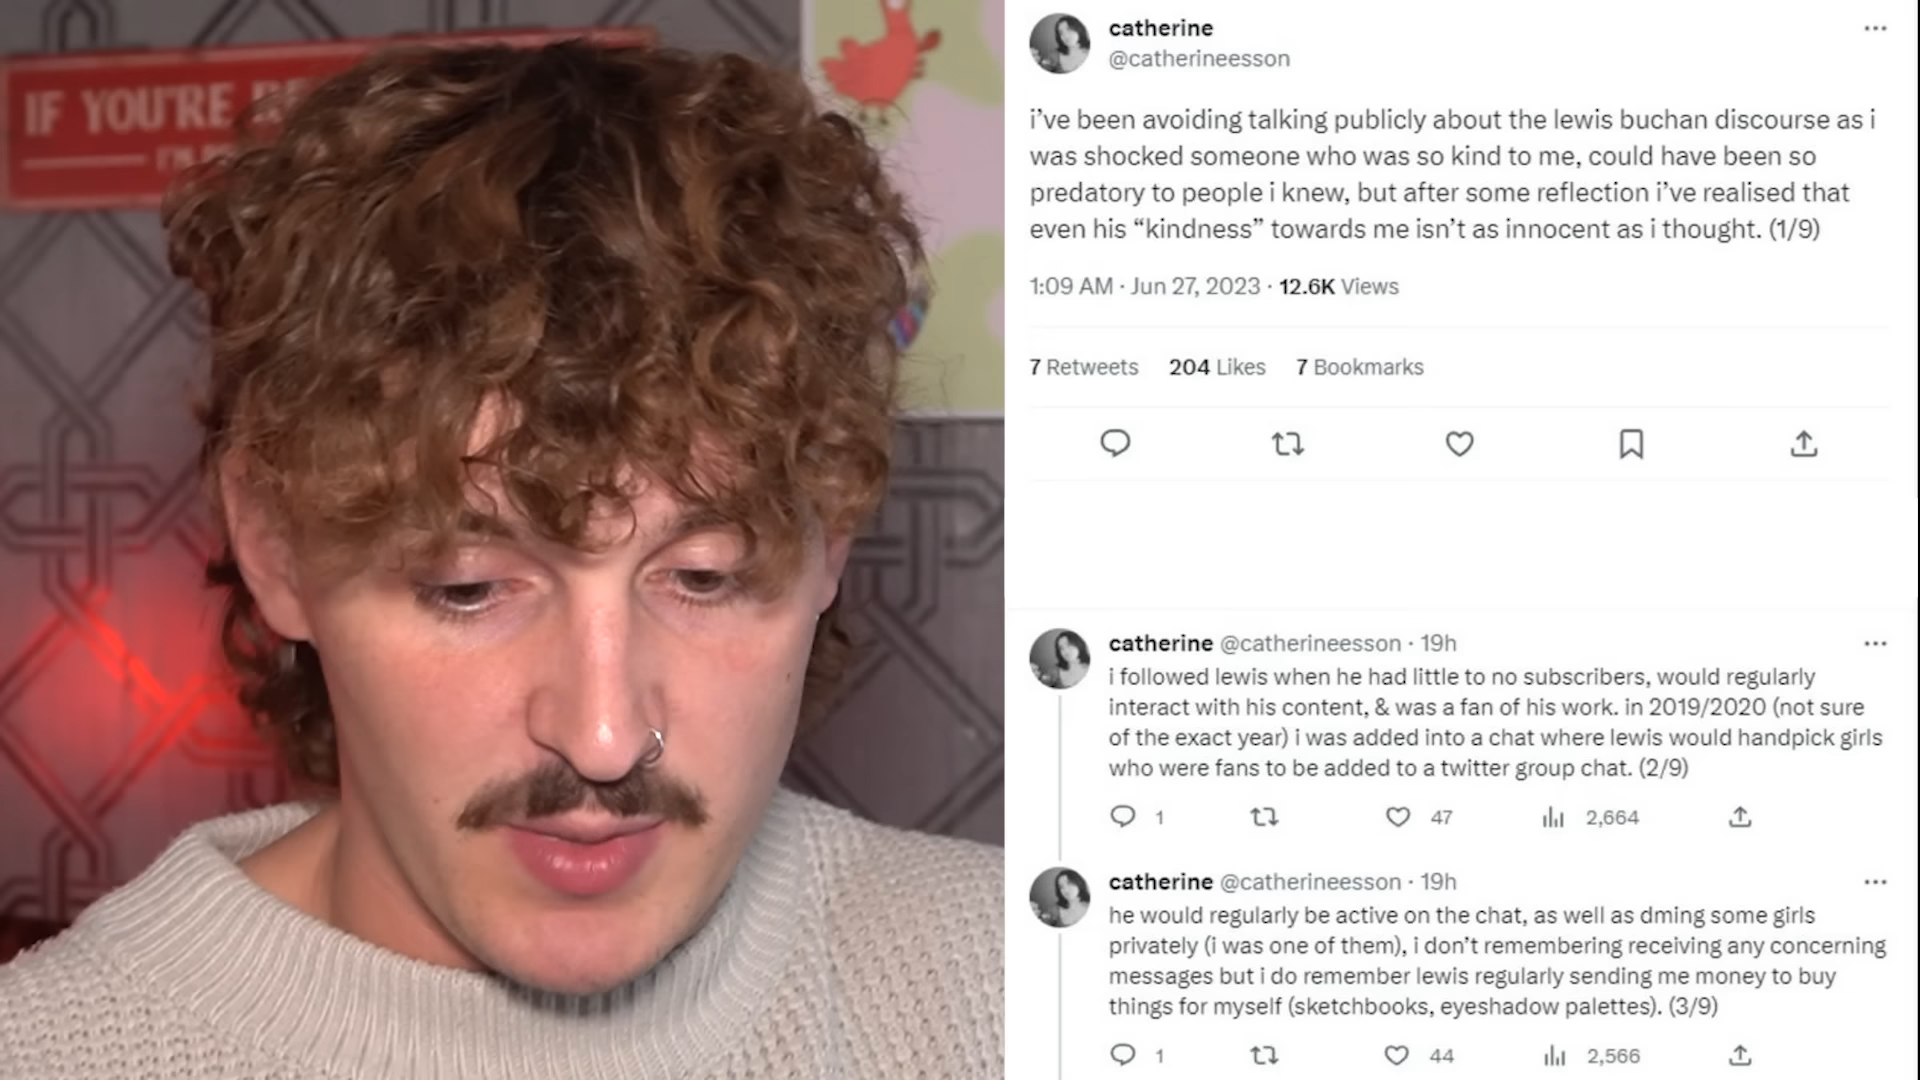 IF YOU'RE
catherine
@catherineesson
i’ve been avoiding talking publicly about the lewis buchan discourse as i
was shocked someone who was so kind to me, could have been so
predatory to people i knew, but after some reflection i’ve realised that
even his “kindness” towards me isn’t as innocent as i thought. (1/9)
1:09 AM · Jun 27, 2023 · 12.6K Views
7 Retweets 204 Likes 7 Bookmarks
catherine @catherineesson · 19h
i followed lewis when he had little to no subscribers, would regularly
interact with his content, & was a fan of his work. in 2019/2020 (not sure
of the exact year) i was added into a chat where lewis would handpick girls
who were fans to be added to a twitter group chat. (2/9)
1 47 2,664
catherine @catherineesson · 19h
he would regularly be active on the chat, as well as dming some girls
privately (i was one of them), i don’t remembering receiving any concerning
messages but i do remember lewis regularly sending me money to buy
things for myself (sketchbooks, eyeshadow palettes). (3/9)
1 44 2,566